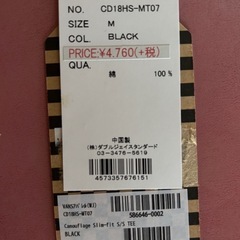 NO. CD18HS-MT07
SIZE M
COL. BLACK
PRICE:¥4.760(+税)
QUA.
綿 100%
中国製
(株)ダブルジェイスタンダード
03-3476-5619
4573357676151
CD18HS-MT07
586646-0002
Camouflage Slim-fit S/S TEE
BLACK